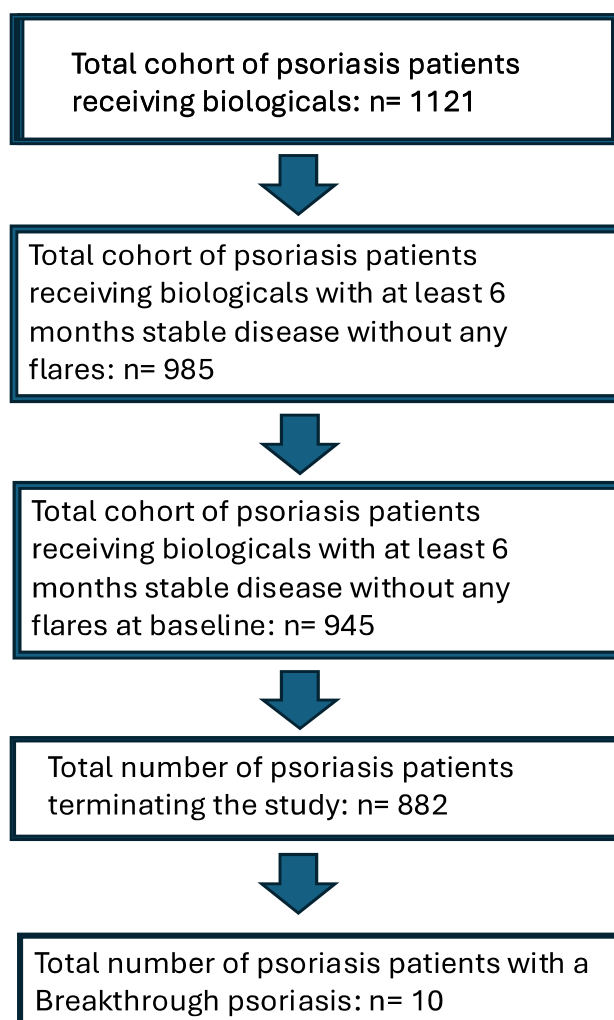 Total cohort of psoriasis patients
receiving biologicals: n= 1121
Total cohort of psoriasis patients
receiving biologicals with at least 6
months stable disease without any
flares: n= 985
Total cohort of psoriasis patients
receiving biologicals with at least 6
months stable disease without any
flares at baseline: n= 945
Total number of psoriasis patients
terminating the study: n= 882
Total number of psoriasis patients with a
Breakthrough psoriasis: n= 10